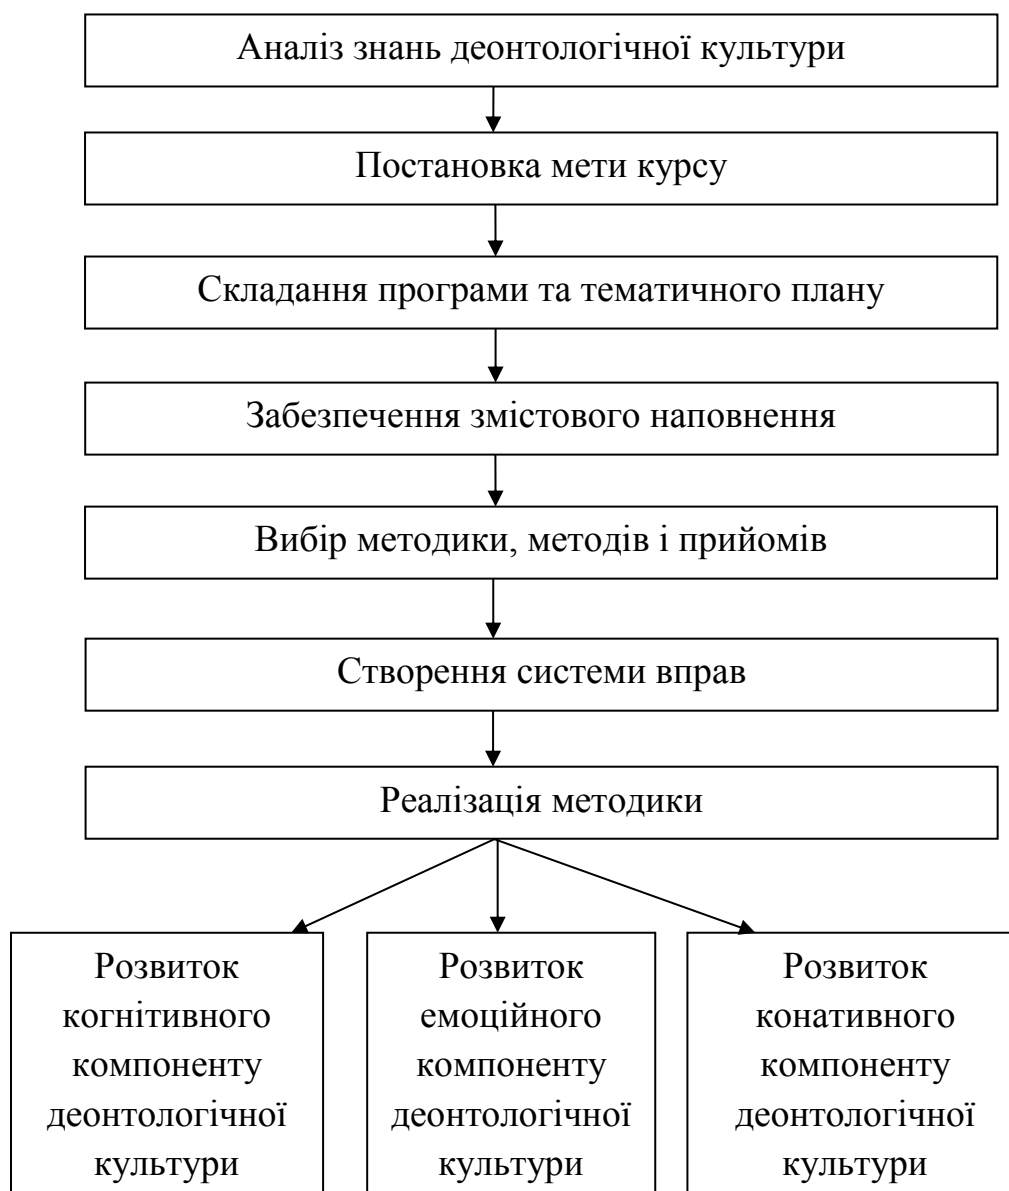 Аналіз знань деонтологічної культури
Постановка мети курсу
Складання програми та тематичного плану
Забезпечення змістового наповнення
Вибір методики, методів і прийомів
Створення системи вправ
Реалізація методики
Розвиток
когнітивного
компоненту
деонтологічної
культури
Розвиток
емоційного
компоненту
деонтологічної
культури
Розвиток
конативного
компоненту
деонтологічної
культури